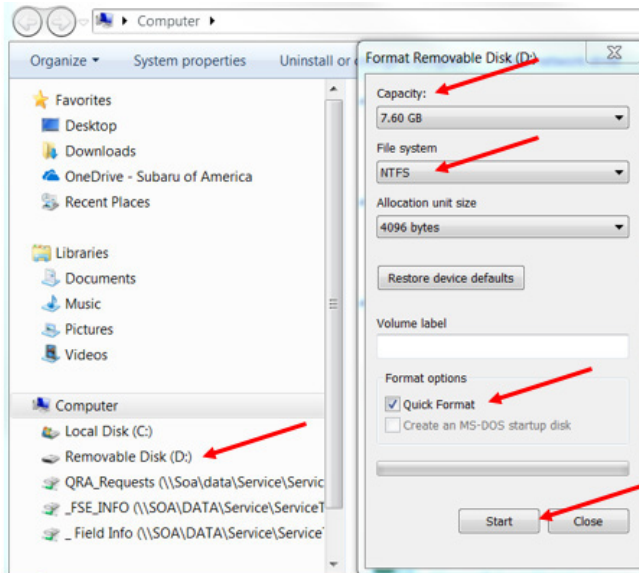 Computer
Organize
System properties
Uninstall or
Favorites
Desktop
Downloads
OneDrive - Subaru of America
Recent Places
Libraries
Documents
Music
Pictures
Videos
Computer
Local Disk (C:)
Removable Disk (D:)
QRA_Requests (\\Soa\data\Service\Servic
_FSE_INFO (\\SOA\DATA\Service\ServiceT
_ Field Info (\\SOA\DATA\Service\Service
Format Removable Disk (D:)
Capacity:
7.60 GB
File system
NTFS
Allocation unit size
4096 bytes
Restore device defaults
Volume label
Format options
Quick Format
Create an MS-DOS startup disk
Start
Close